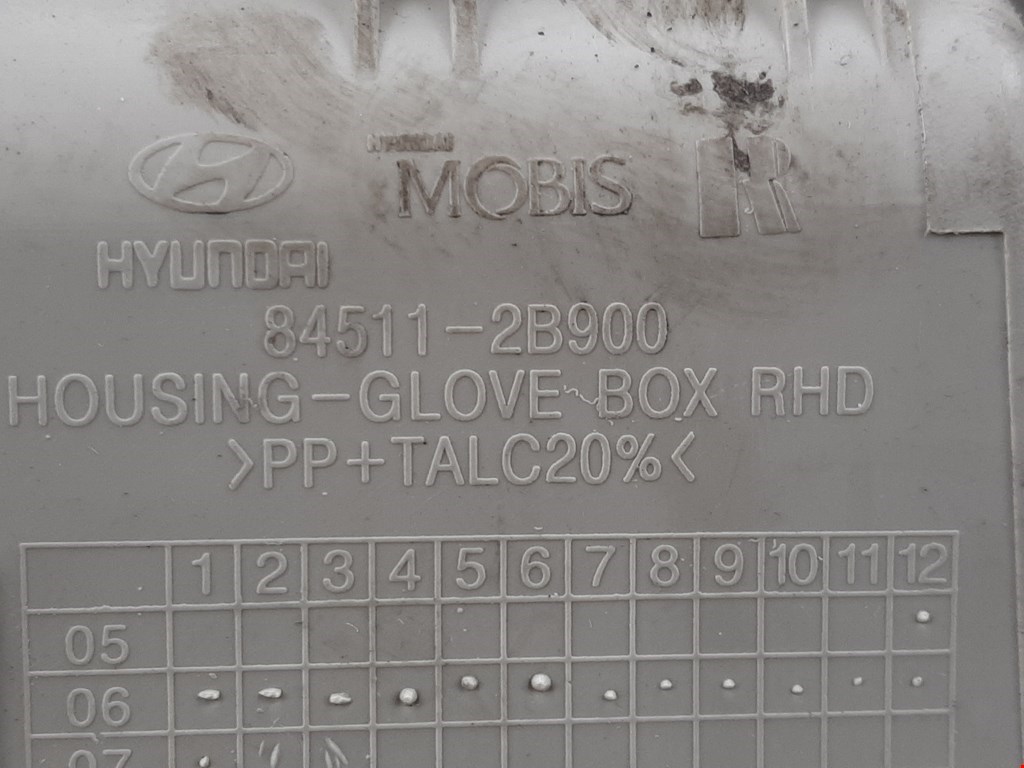 HYUNDAI
MOBIS R
HYUNDAI
84511-2B900
HOUSING-GLOVE BOX RHD
>PP+TALC20%<
1 2 3 4 5 6 7 8 9 10 11 12
05
06
07